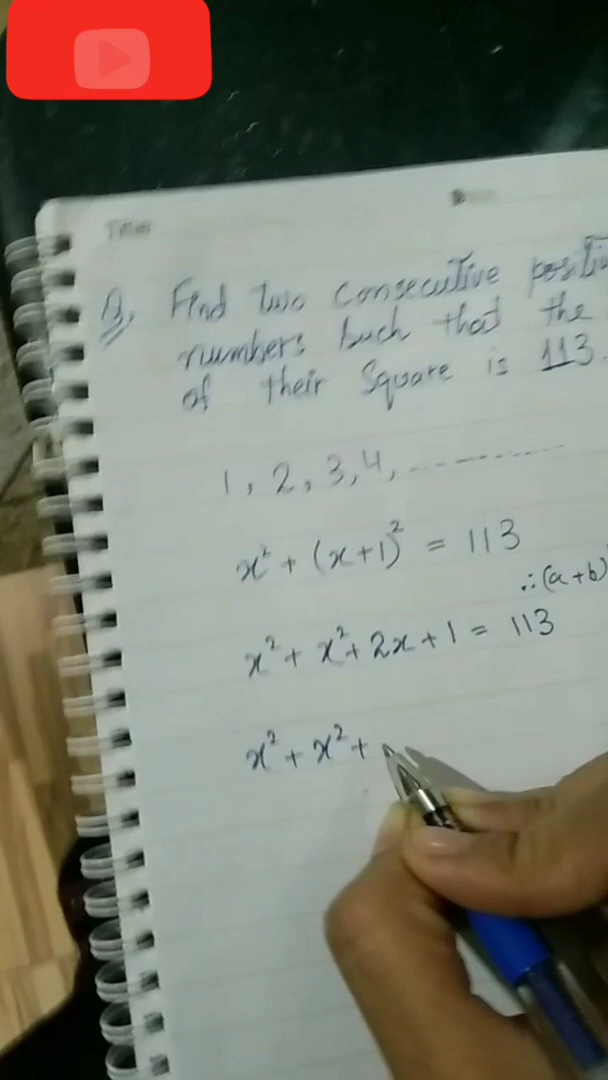 Q, Find two consecutive
numbers such that the
of their Square is 113.
1, 2, 3, 4, ------------
x² + (x+1)² = 113
∴ (a+b)
x² + x² + 2x + 1 = 113
x² + x² +